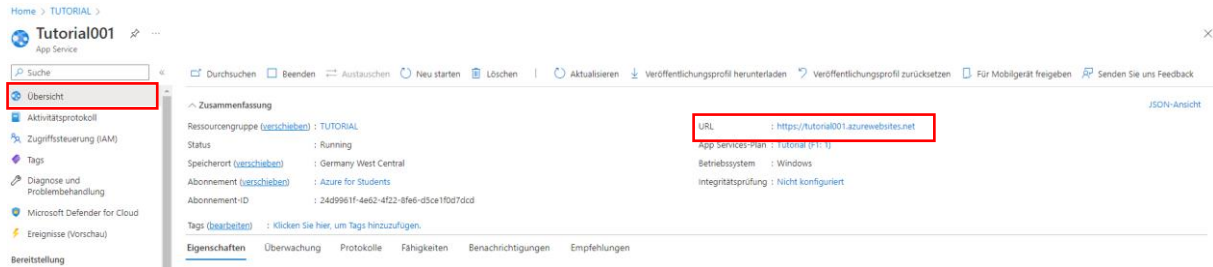 Home > TUTORIAL >
Tutorial001
App Service
Suche
Durchsuchen Beenden Austauschen Neu starten Löschen Aktualisieren Veröffentlichungsprofil herunterladen Veröffentlichungsprofil zurücksetzen Für Mobilgerät freigeben Senden Sie uns Feedback
Übersicht
Aktivitätsprotokoll
Zugriffssteuerung (IAM)
Tags
Diagnose und
Problembehandlung
Microsoft Defender for Cloud
Ereignisse (Vorschau)
Bereitstellung
Zusammenfassung
JSON-Ansicht
Ressourcengruppe (verschieben) : TUTORIAL
Status : Running
Speicherort (verschieben) : Germany West Central
Abonnement (verschieben) : Azure for Students
Abonnement-ID : 24d9961f-4e62-4f22-8fe6-d5ce1f0d7dcd
URL : https://tutorial001.azurewebsites.net
App Services-Plan : Tutorial (F1: 1)
Betriebssystem : Windows
Integritätsprüfung : Nicht konfiguriert
Tags (bearbeiten) : Klicken Sie hier, um Tags hinzuzufügen.
Eigenschaften Überwachung Protokolle Fähigkeiten Benachrichtigungen Empfehlungen